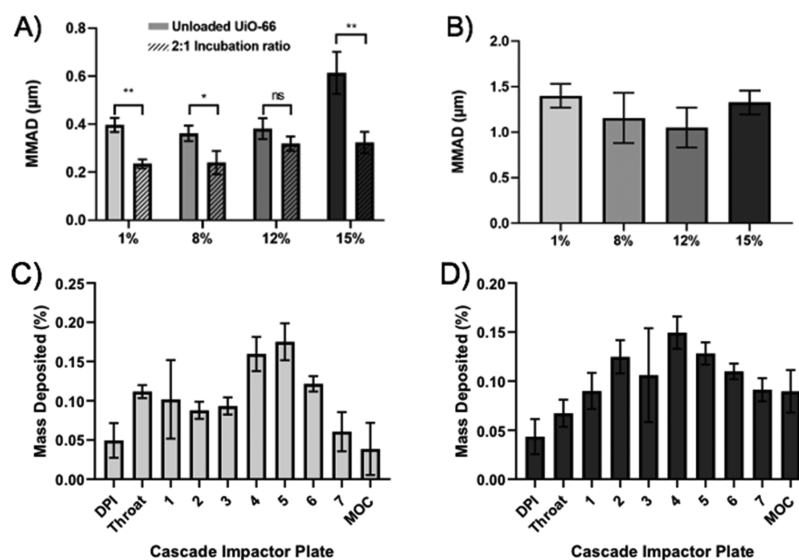 A)
Unloaded UiO-66
2:1 Incubation ratio
MMAD (µm)
0.8
0.6
0.4
0.2
0.0
**
*
ns
**
1%
8%
12%
15%
B)
MMAD (µm)
2.0
1.5
1.0
0.5
0.0
1%
8%
12%
15%
C)
Mass Deposited (%)
0.25
0.20
0.15
0.10
0.05
0.00
DPI
Throat
1
2
3
4
5
6
7
MOC
Cascade Impactor Plate
D)
Mass Deposited (%)
0.20
0.15
0.10
0.05
0.00
DPI
Throat
1
2
3
4
5
6
7
MOC
Cascade Impactor Plate